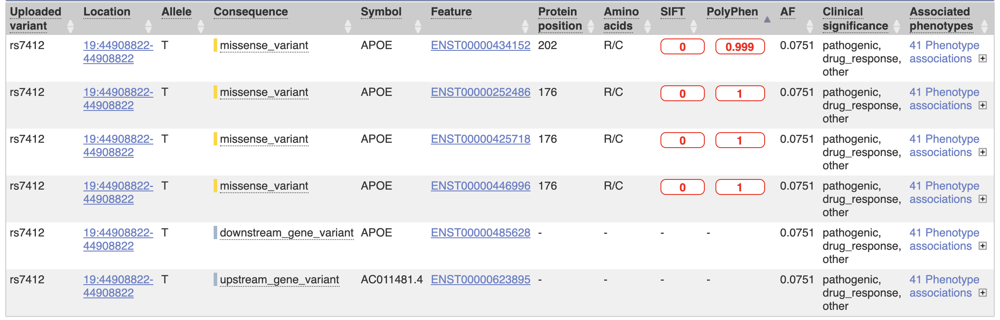 Uploaded variant Location Allele Consequence Symbol Feature Protein position Amino acids SIFT PolyPhen AF Clinical significance Associated phenotypes
rs7412 19:44908822- T missense_variant APOE ENST00000434152 202 R/C 0 0.999 0.0751 pathogenic, 41 Phenotype
44908822 drug_response, associations
other
rs7412 19:44908822- T missense_variant APOE ENST00000252486 176 R/C 0 1 0.0751 pathogenic, 41 Phenotype
44908822 drug_response, associations
other
rs7412 19:44908822- T missense_variant APOE ENST00000425718 176 R/C 0 1 0.0751 pathogenic, 41 Phenotype
44908822 drug_response, associations
other
rs7412 19:44908822- T missense_variant APOE ENST00000446996 176 R/C 0 1 0.0751 pathogenic, 41 Phenotype
44908822 drug_response, associations
other
rs7412 19:44908822- T downstream_gene_variant APOE ENST00000485628 - - - - 0.0751 pathogenic, 41 Phenotype
44908822 drug_response, associations
other
rs7412 19:44908822- T upstream_gene_variant AC011481.4 ENST00000623895 - - - - 0.0751 pathogenic, 41 Phenotype
44908822 drug_response, associations
other